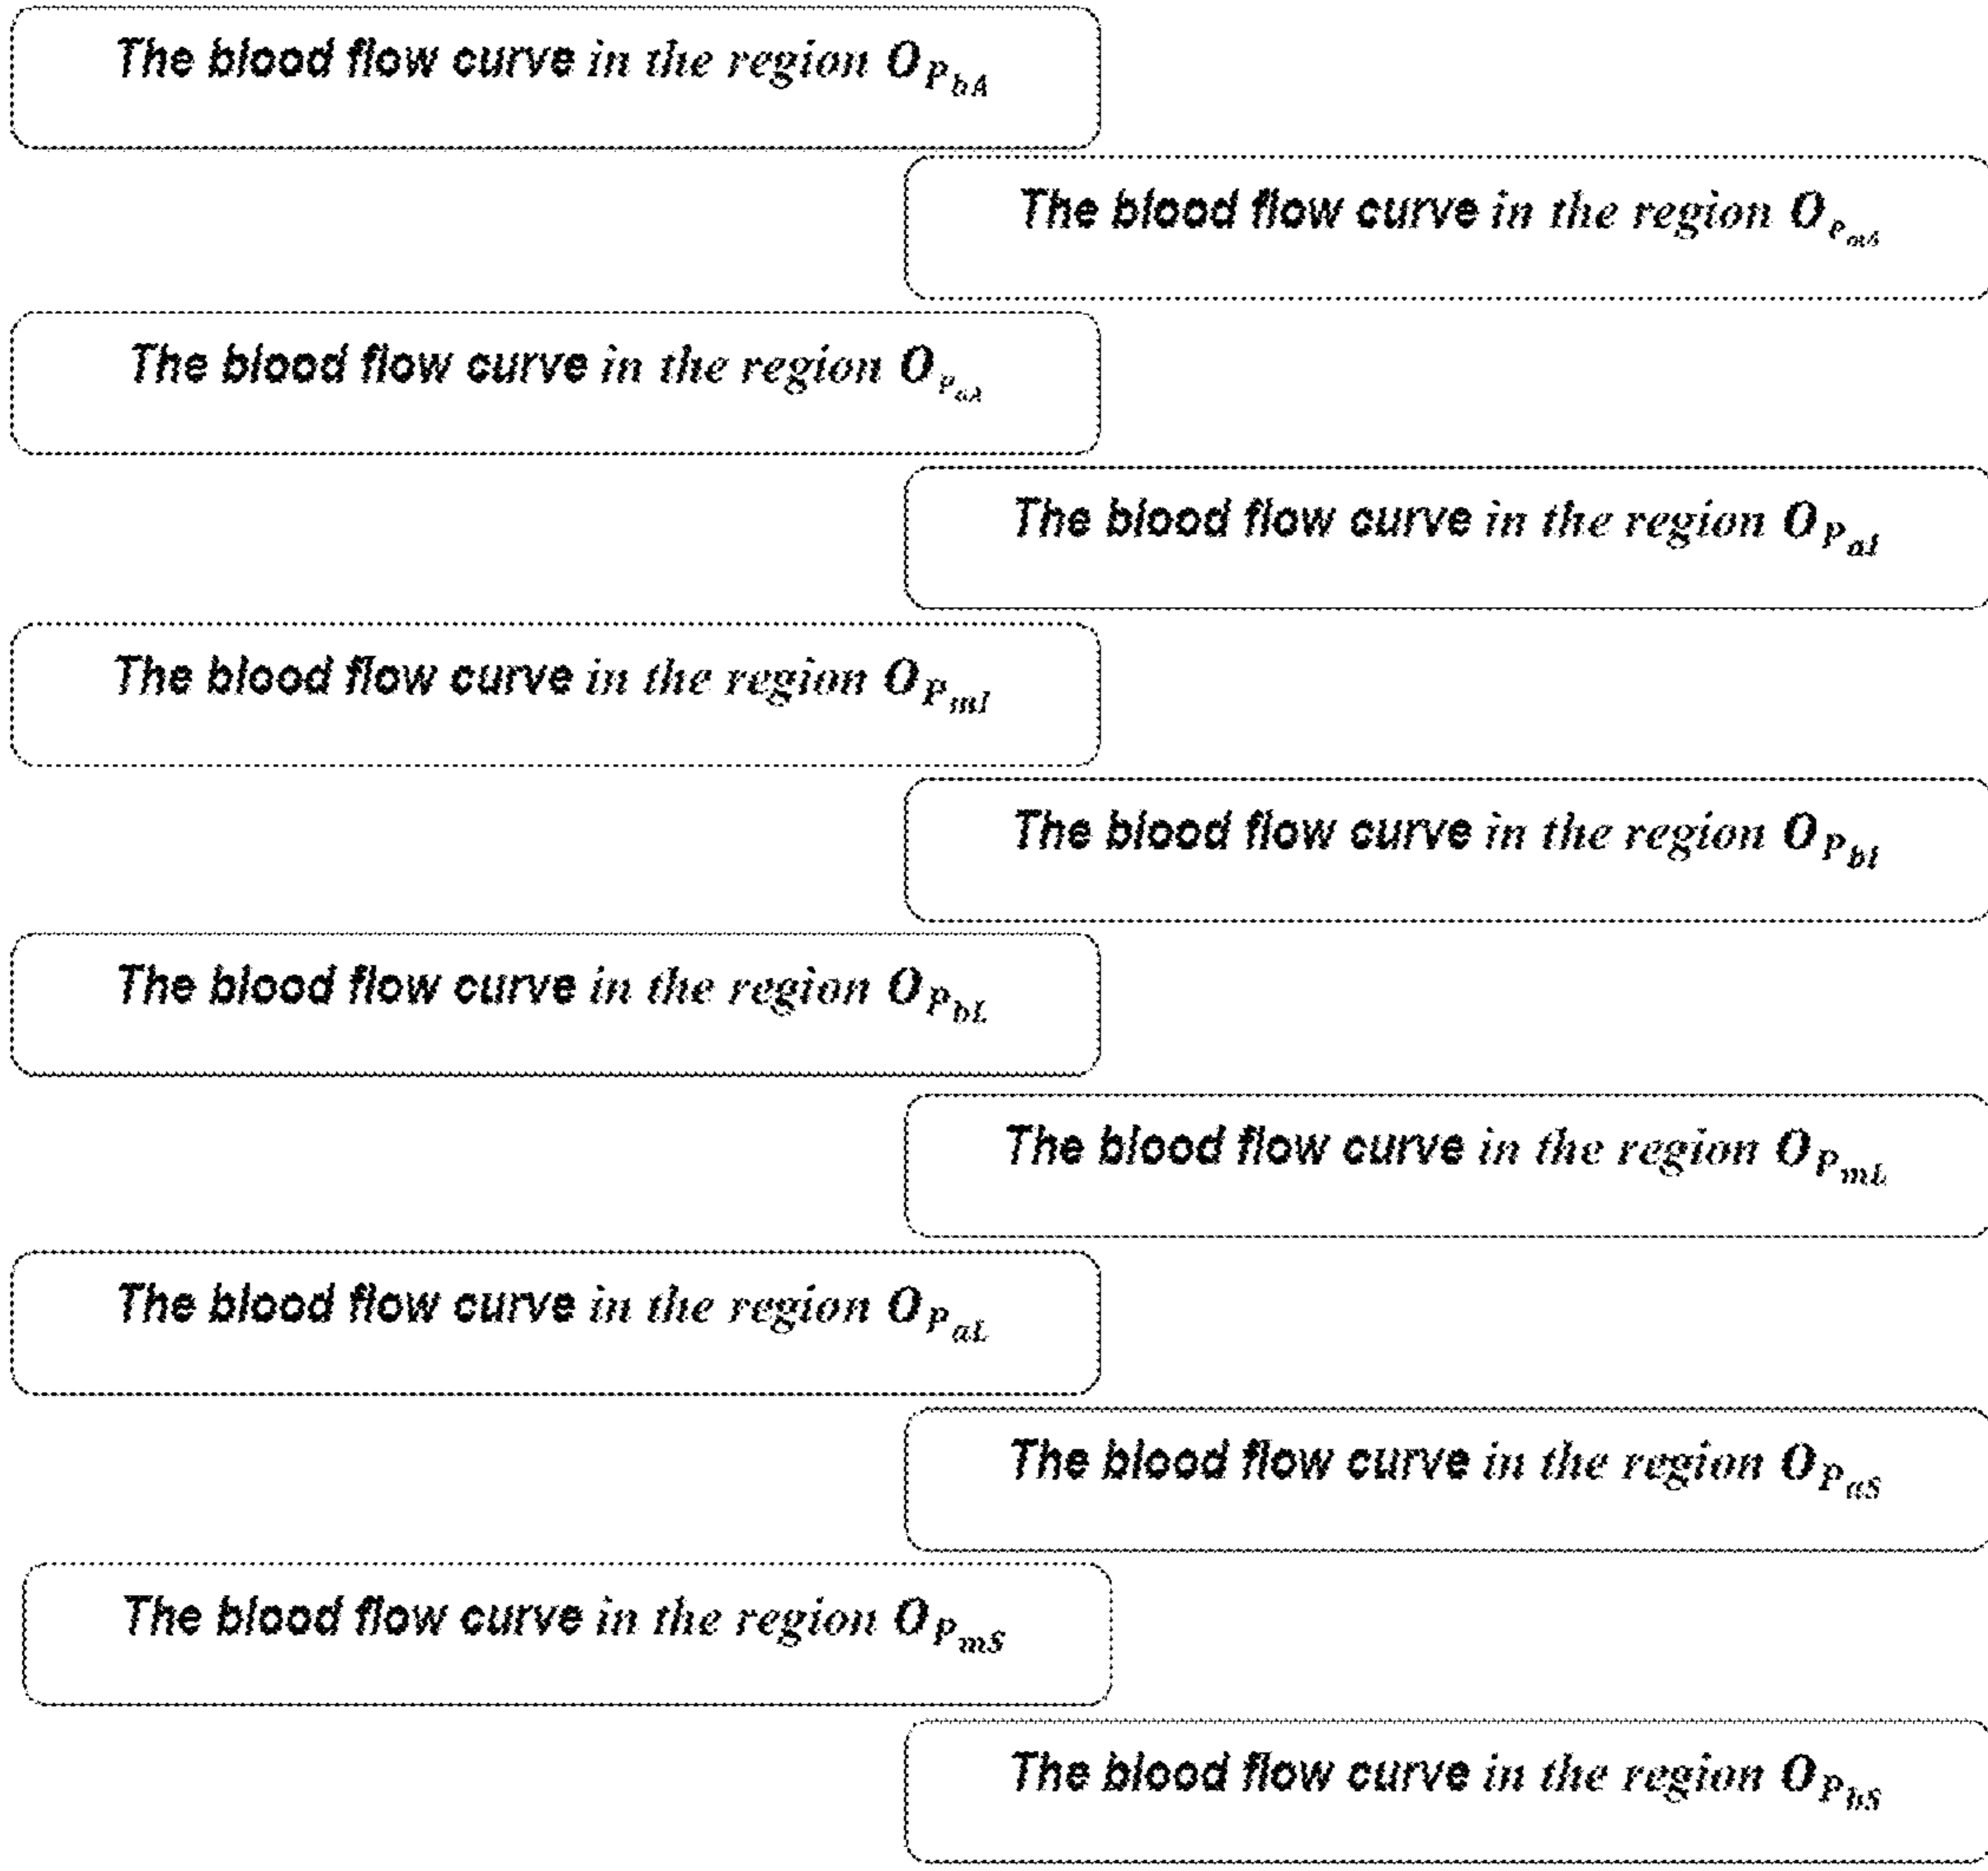 The blood flow curve in the region O_{P_{bA}}
The blood flow curve in the region O_{P_{mA}}
The blood flow curve in the region O_{P_{aA}}
The blood flow curve in the region O_{P_{aI}}
The blood flow curve in the region O_{P_{mI}}
The blood flow curve in the region O_{P_{bI}}
The blood flow curve in the region O_{P_{bL}}
The blood flow curve in the region O_{P_{mL}}
The blood flow curve in the region O_{P_{aL}}
The blood flow curve in the region O_{P_{aS}}
The blood flow curve in the region O_{P_{mS}}
The blood flow curve in the region O_{P_{bS}}